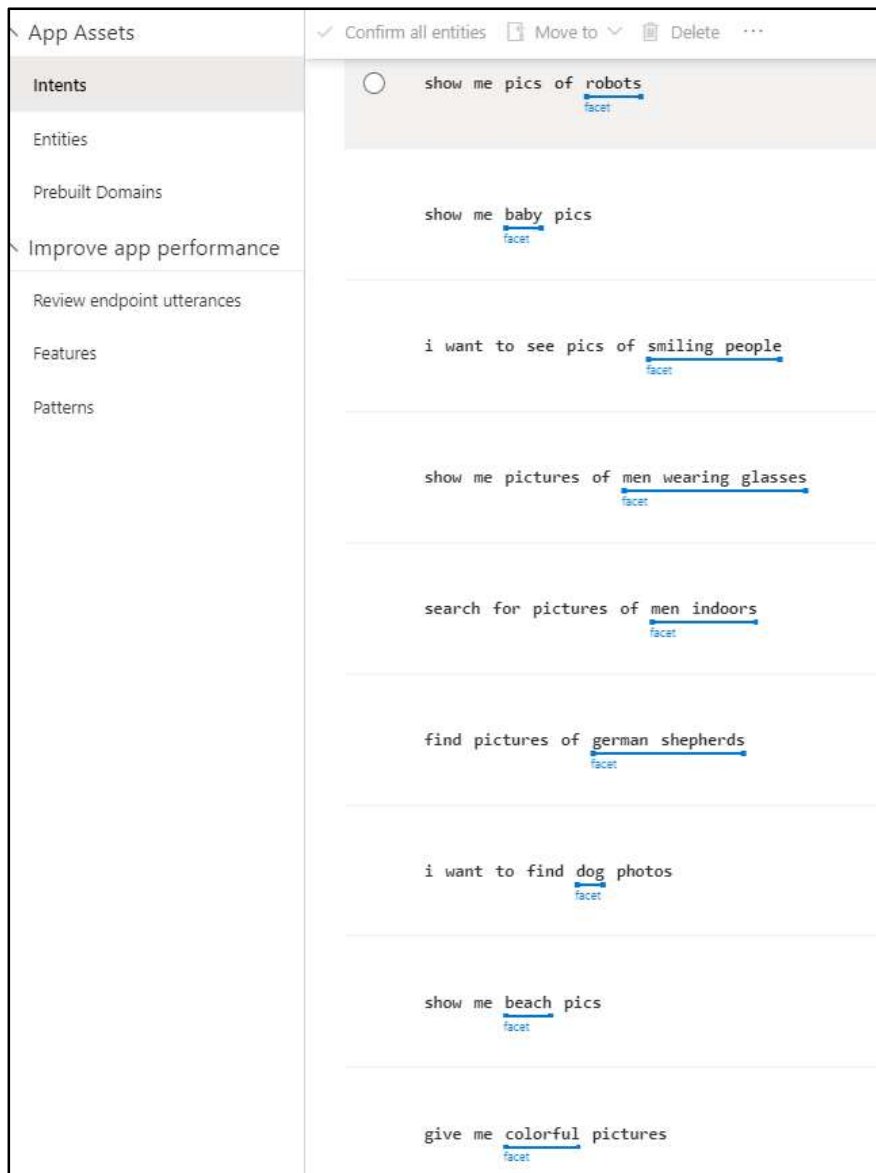 App Assets
Intents
Entities
Prebuilt Domains
Improve app performance
Review endpoint utterances
Features
Patterns
Confirm all entities Move to Delete ...
show me pics of robots
facet
show me baby pics
facet
i want to see pics of smiling people
facet
show me pictures of men wearing glasses
facet
search for pictures of men indoors
facet
find pictures of german shepherds
facet
i want to find dog photos
facet
show me beach pics
facet
give me colorful pictures
facet